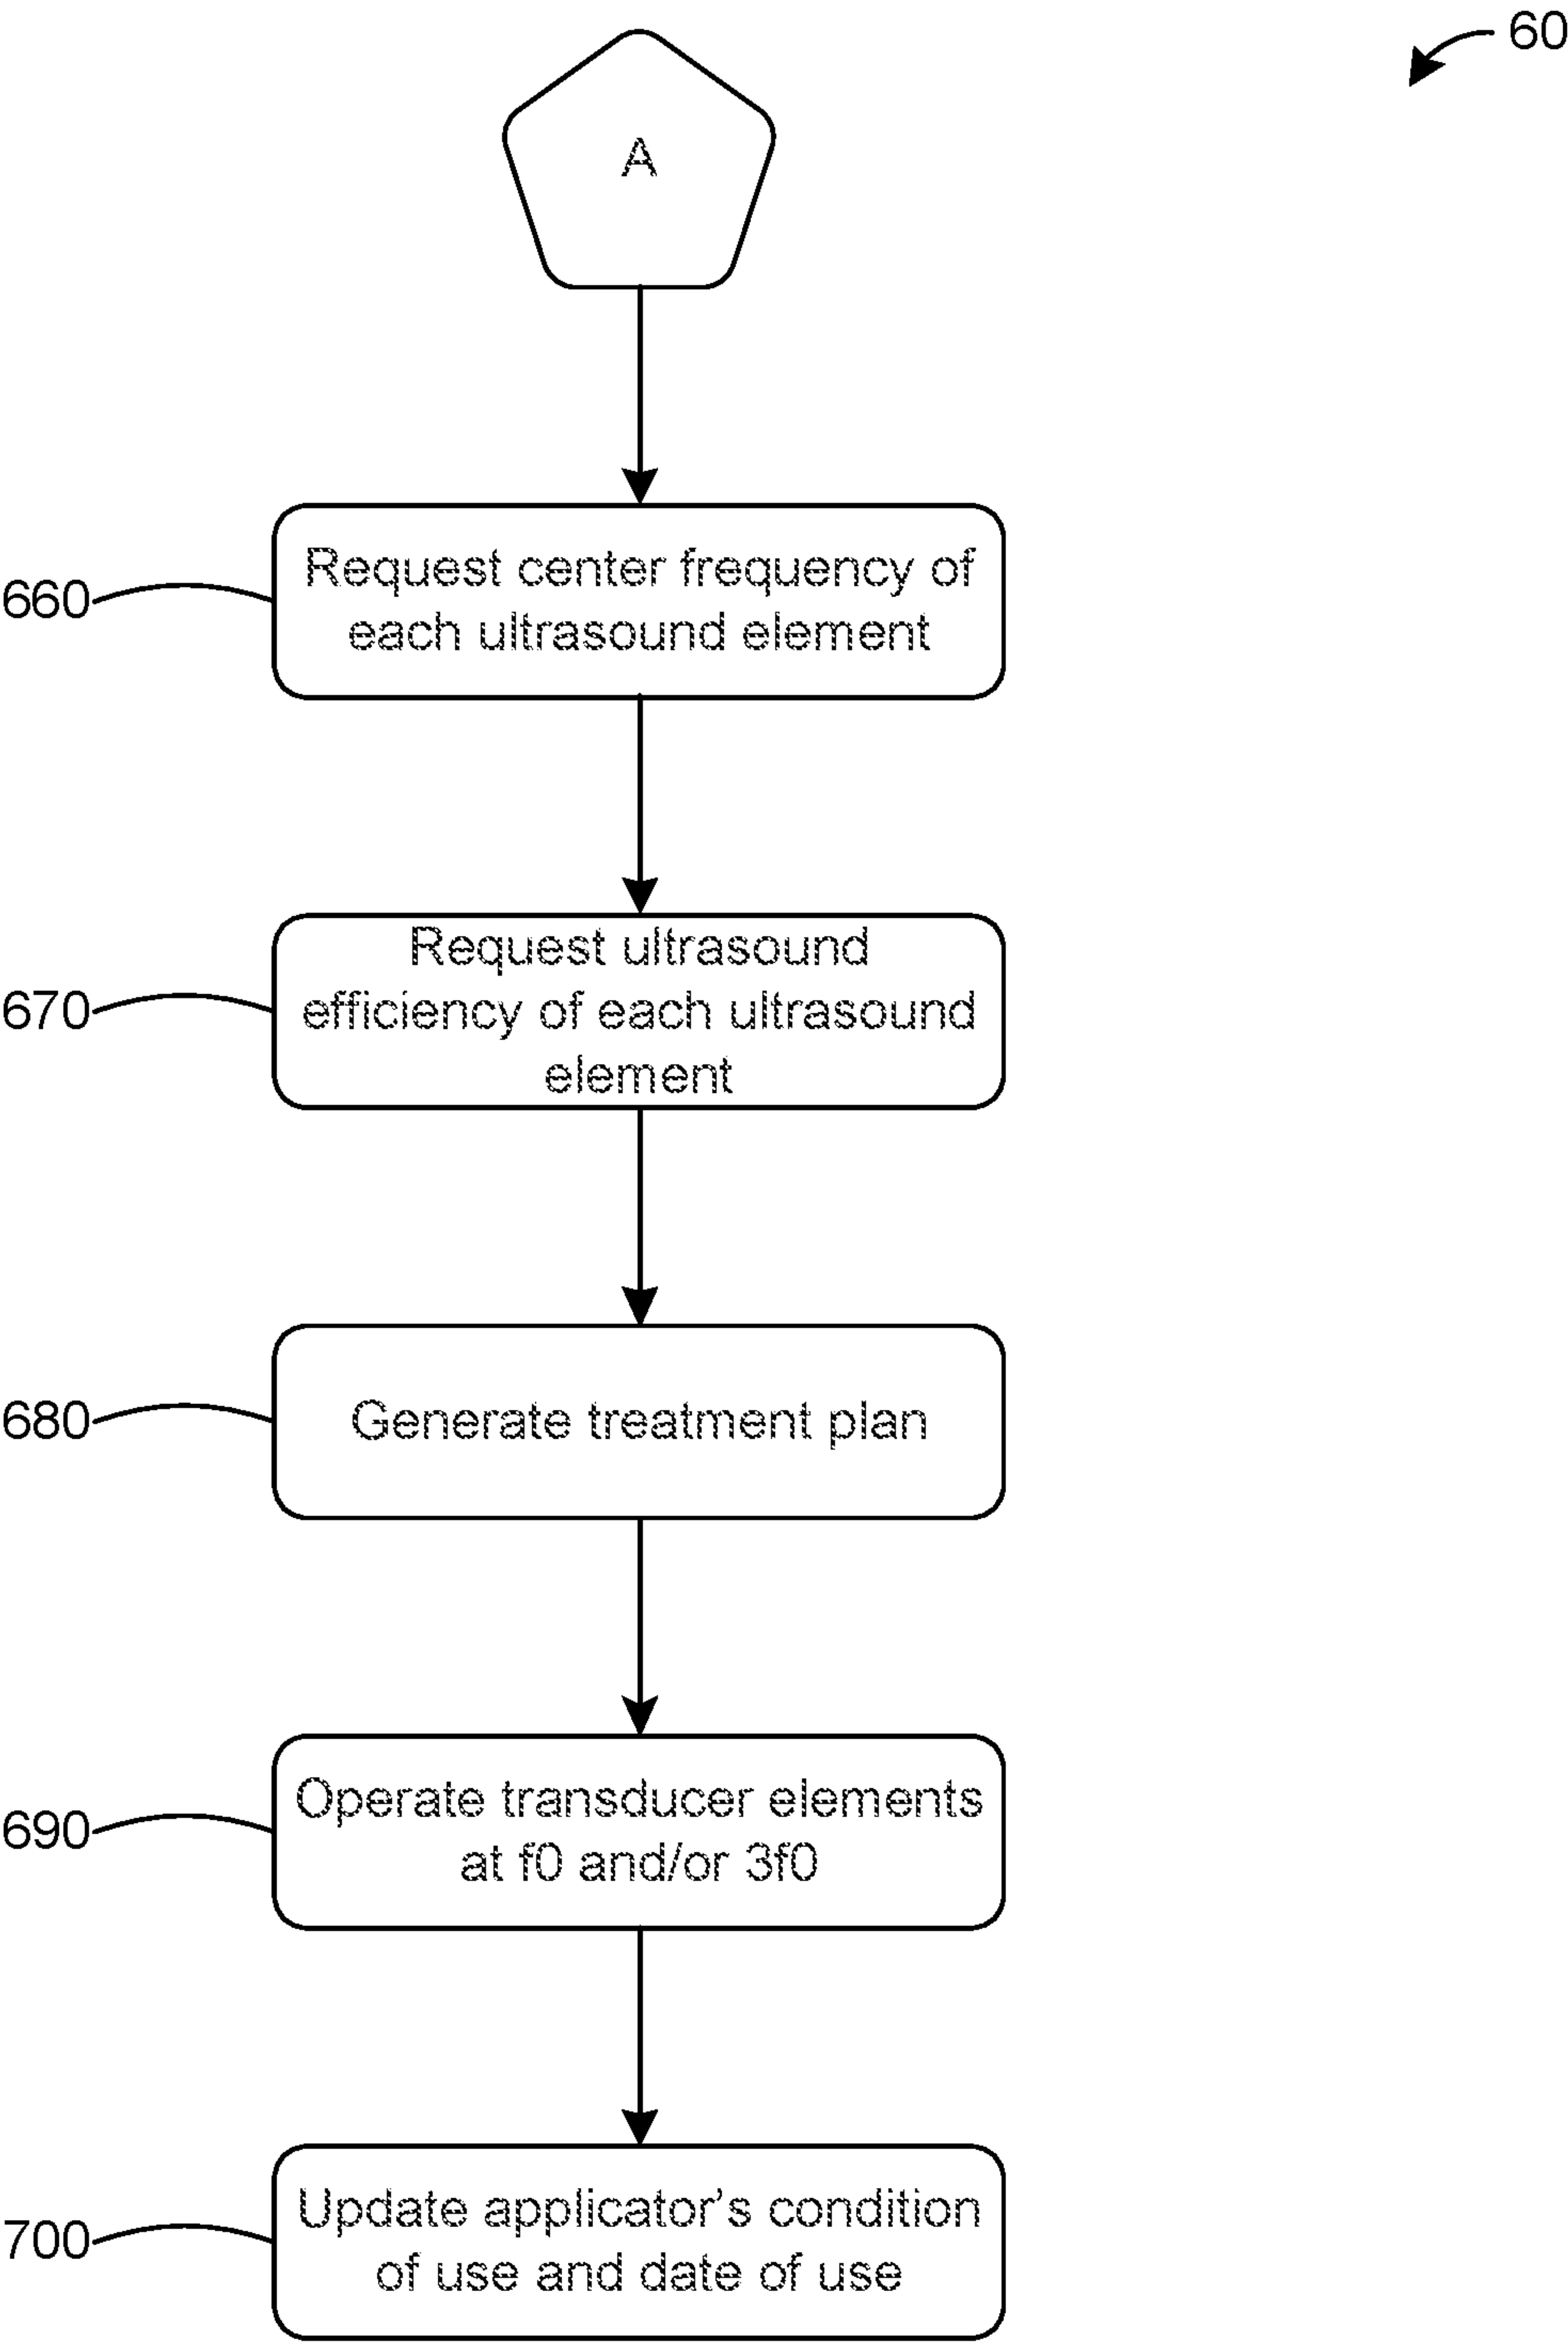 60
A
660
Request center frequency of
each ultrasound element
670
Request ultrasound
efficiency of each ultrasound
element
680
Generate treatment plan
690
Operate transducer elements
at f0 and/or 3f0
700
Update applicator's condition
of use and date of use